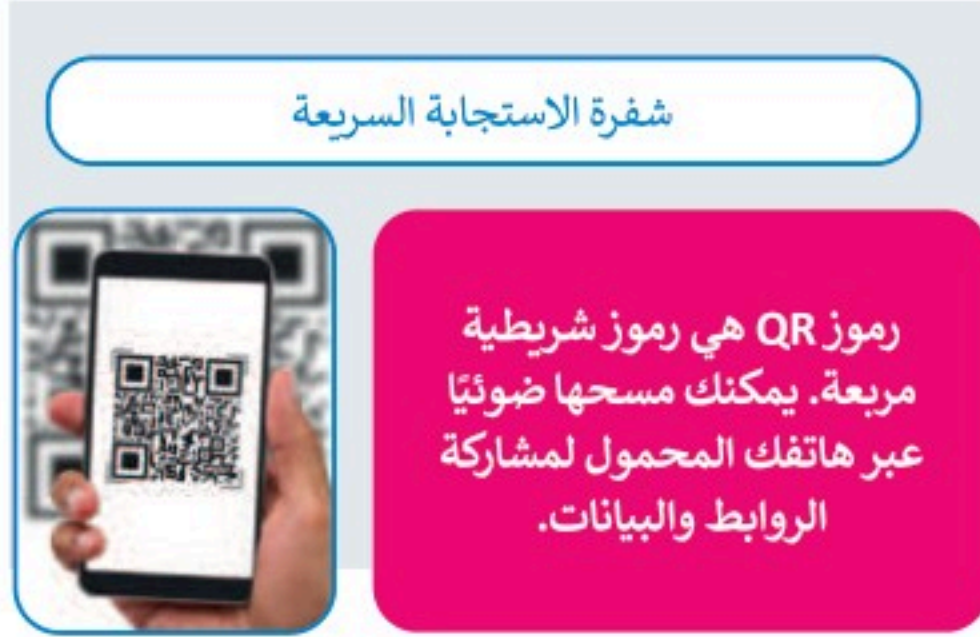 شفرة الاستجابة السريعة
رموز QR هي رموز شريطية
مربعة. يمكنك مسحها ضوئيًا
عبر هاتفك المحمول لمشاركة
الروابط والبيانات.